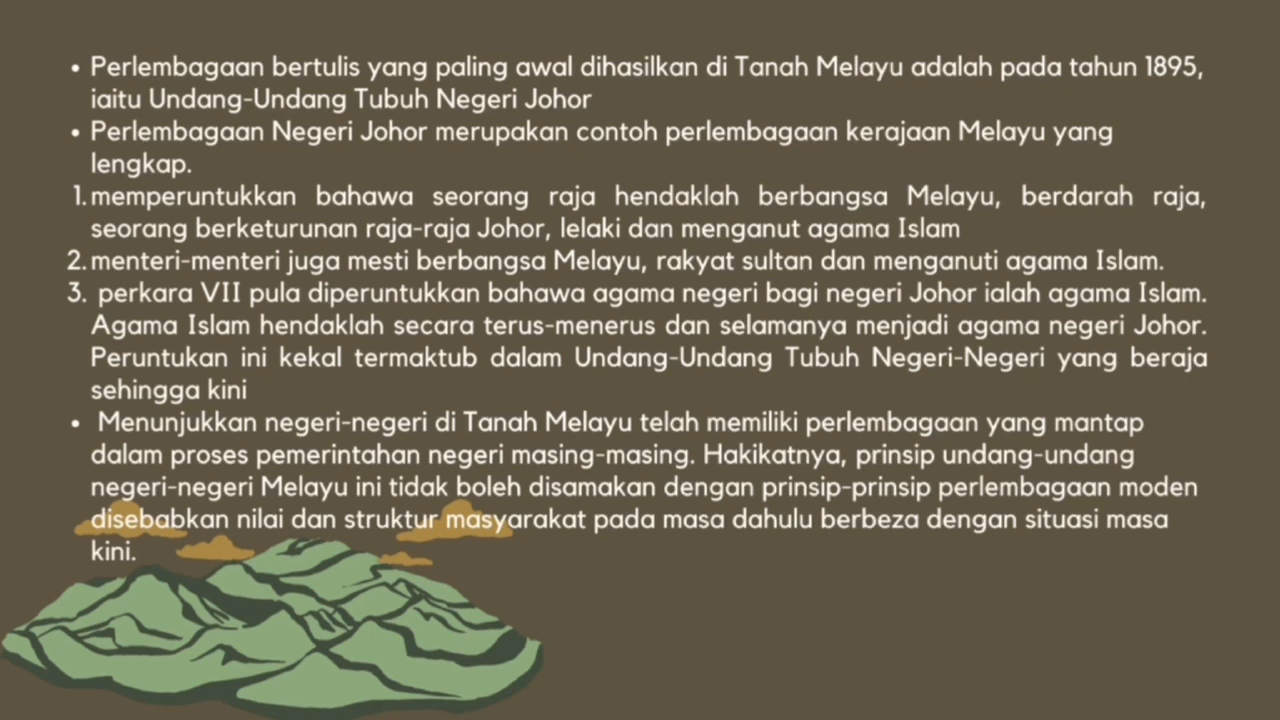 • Perlembagaan bertulis yang paling awal dihasilkan di Tanah Melayu adalah pada tahun 1895,
iaitu Undang-Undang Tubuh Negeri Johor
• Perlembagaan Negeri Johor merupakan contoh perlembagaan kerajaan Melayu yang
lengkap.
1. memperuntukkan bahawa seorang raja hendaklah berbangsa Melayu, berdarah raja,
seorang berketurunan raja-raja Johor, lelaki dan menganut agama Islam
2. menteri-menteri juga mesti berbangsa Melayu, rakyat sultan dan menganuti agama Islam.
3. perkara VII pula diperuntukkan bahawa agama negeri bagi negeri Johor ialah agama Islam.
Agama Islam hendaklah secara terus-menerus dan selamanya menjadi agama negeri Johor.
Peruntukan ini kekal termaktub dalam Undang-Undang Tubuh Negeri-Negeri yang beraja
sehingga kini
• Menunjukkan negeri-negeri di Tanah Melayu telah memiliki perlembagaan yang mantap
dalam proses pemerintahan negeri masing-masing. Hakikatnya, prinsip undang-undang
negeri-negeri Melayu ini tidak boleh disamakan dengan prinsip-prinsip perlembagaan moden
disebabkan nilai dan struktur masyarakat pada masa dahulu berbeza dengan situasi masa
kini.